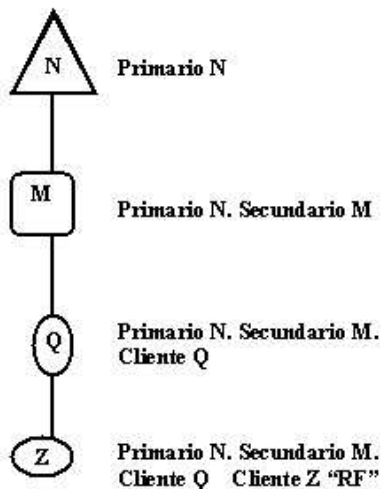 N
Primario N
M
Primario N. Secundario M
Q
Primario N. Secundario M.
Cliente Q
Z
Primario N. Secundario M.
Cliente Q Cliente Z “RF”